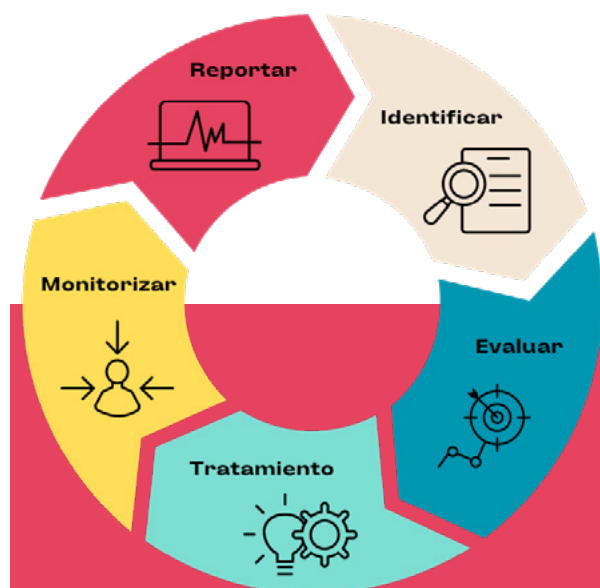 Reportar
Identificar
Evaluar
Tratamiento
Monitorizar